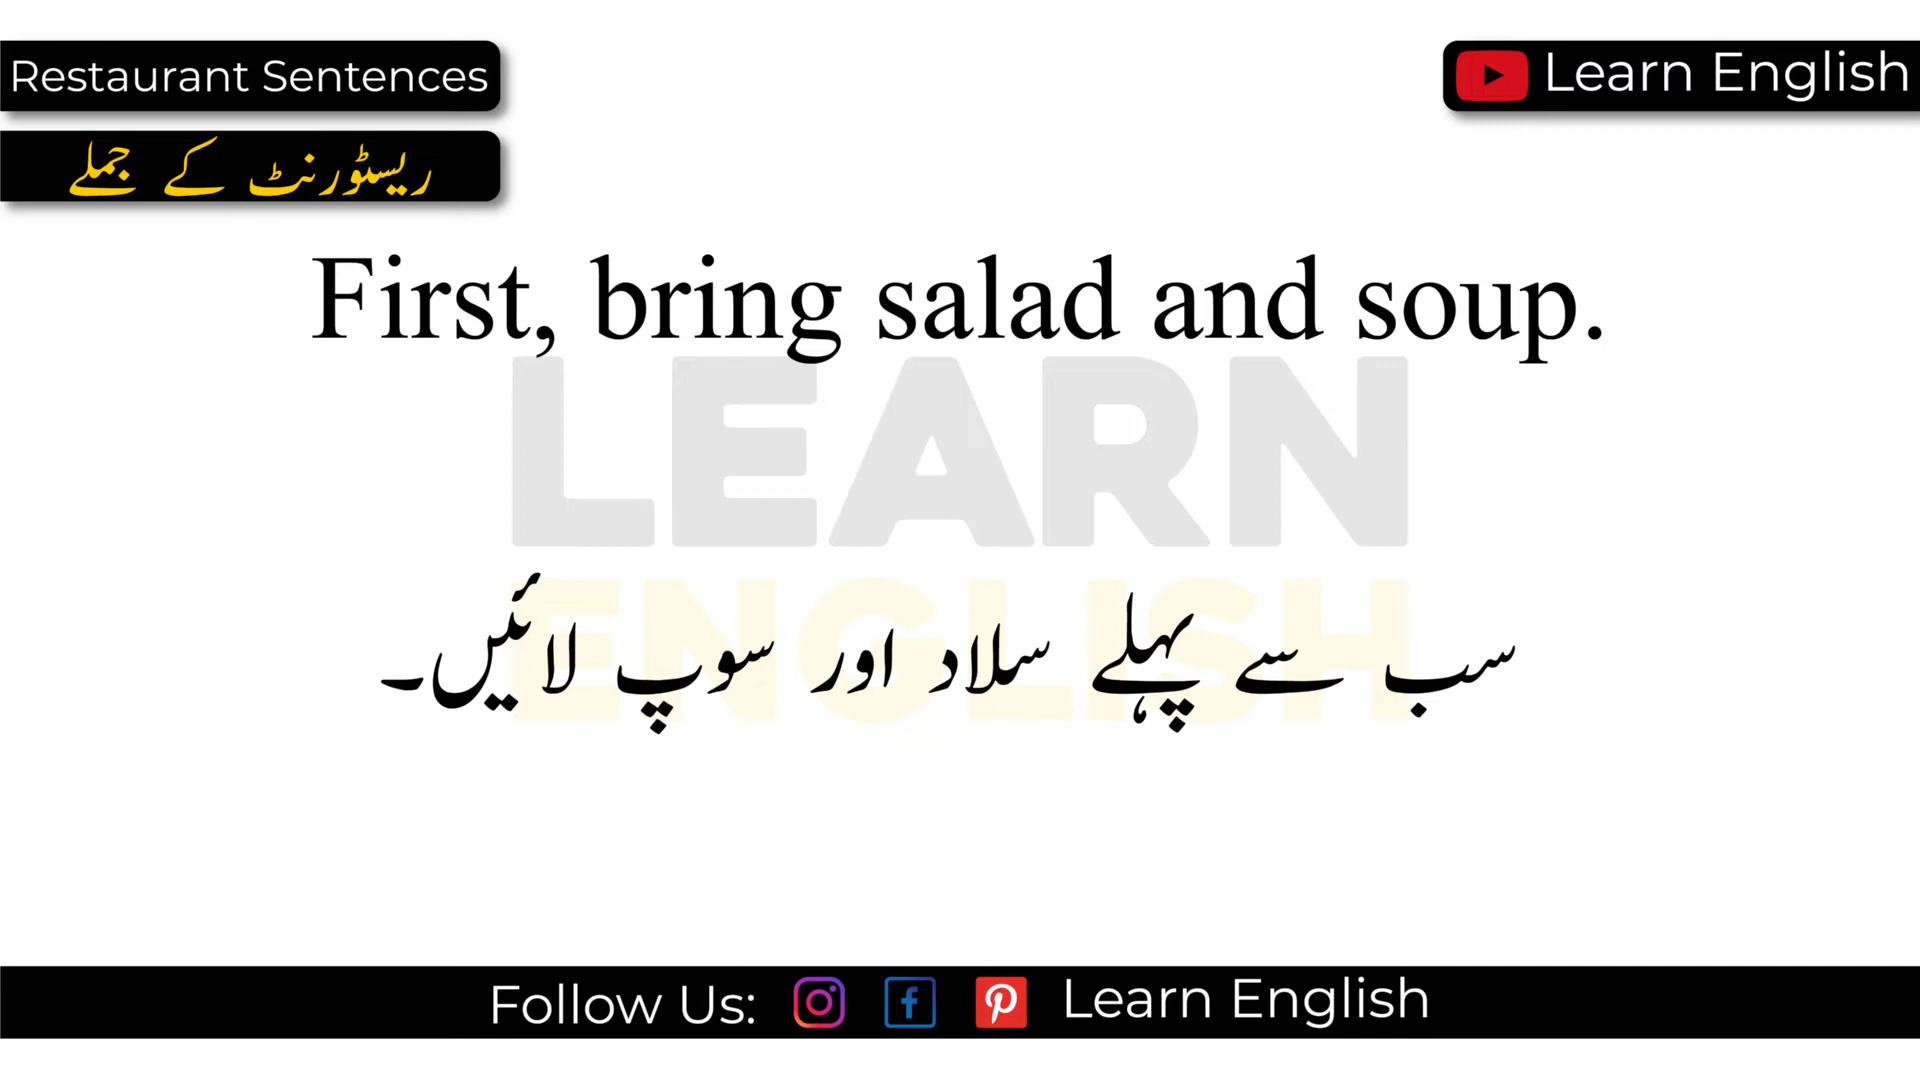 Restaurant Sentences
Learn English
ریسٹورنٹ کے جملے
First, bring salad and soup.
LEARN
ENGLISH
سب سے پہلے سلاد اور سوپ لائیں۔
Follow Us: Learn English